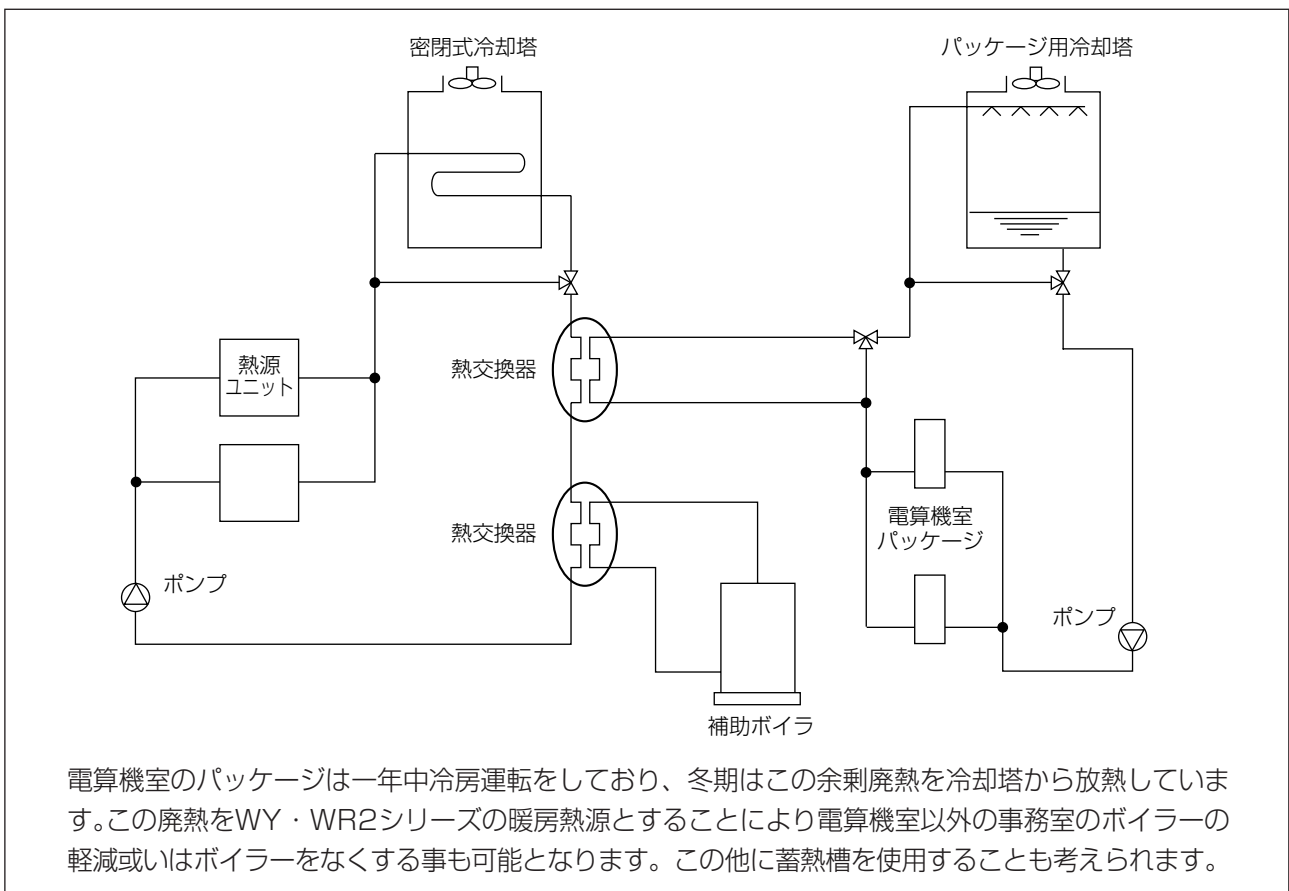 密閉式冷却塔
パッケージ用冷却塔
熱源
ユニット
熱交換器
熱交換器
電算機室
パッケージ
ポンプ
ポンプ
補助ボイラ
電算機室のパッケージは一年中冷房運転をしており、冬期はこの余剰廃熱を冷却塔から放熱していま
す。この廃熱をWY・WR2シリーズの暖房熱源とすることにより電算機室以外の事務室のボイラーの
軽減或いはボイラーをなくする事も可能となります。この他に蓄熱槽を使用することも考えられます。